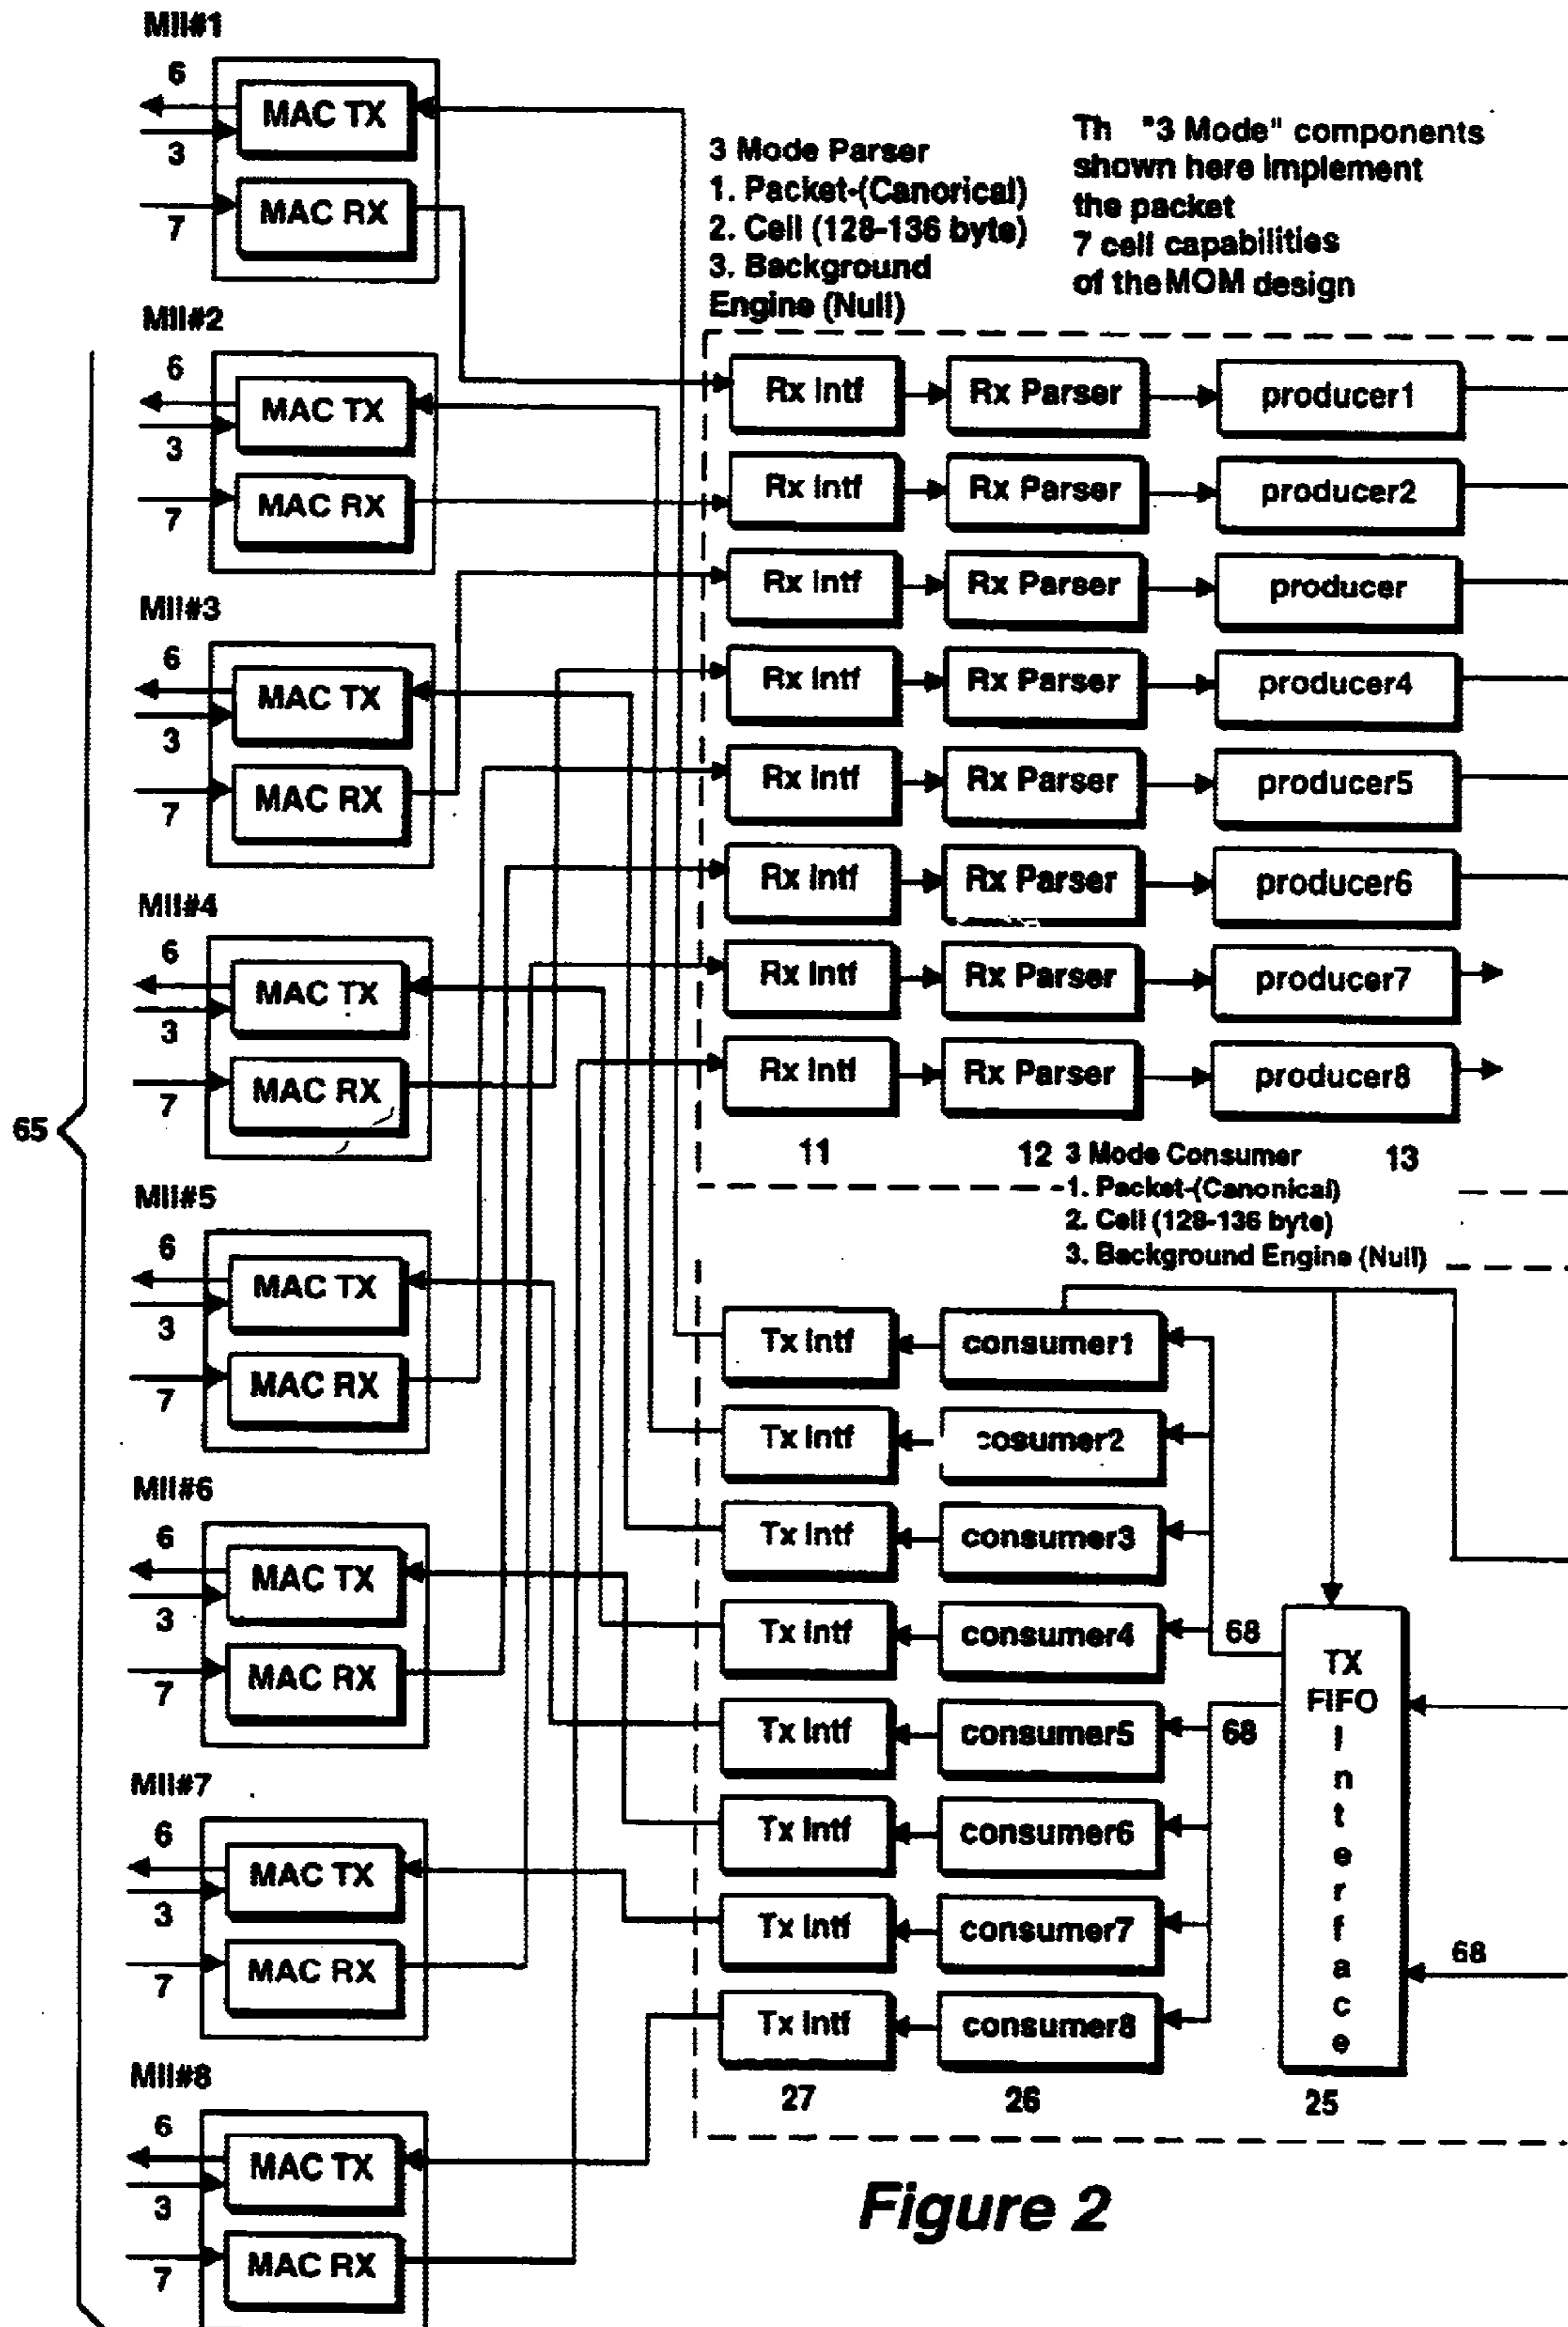 MII#1
6
MAC TX
3
MAC RX
7
MII#2
6
MAC TX
3
MAC RX
7
MII#3
6
MAC TX
3
MAC RX
7
MII#4
6
MAC TX
3
MAC RX
7
65
MII#5
6
MAC TX
3
MAC RX
7
MII#6
6
MAC TX
3
MAC RX
7
MII#7
6
MAC TX
3
MAC RX
7
MII#8
6
MAC TX
3
MAC RX
7
3 Mode Parser
1. Packet-(Canorical)
2. Cell (128-136 byte)
3. Background
Engine (Null)
Th "3 Mode" components
shown here implement
the packet
7 cell capabilities
of the MOM design
Rx Intf Rx Parser producer1
Rx Intf Rx Parser producer2
Rx Intf Rx Parser producer
Rx Intf Rx Parser producer4
Rx Intf Rx Parser producer5
Rx Intf Rx Parser producer6
Rx Intf Rx Parser producer7
Rx Intf Rx Parser producer8
11 12 13
3 Mode Consumer
1. Packet-(Canonical)
2. Cell (128-136 byte)
3. Background Engine (Null)
Tx Intf consumer1
Tx Intf cosumer2
Tx Intf consumer3
Tx Intf consumer4
68
Tx Intf consumer5
68
Tx Intf consumer6
Tx Intf consumer7
Tx Intf consumer8
TX
FIFO
I
n
t
e
r
f
a
c
e
68
27 26 25
Figure 2